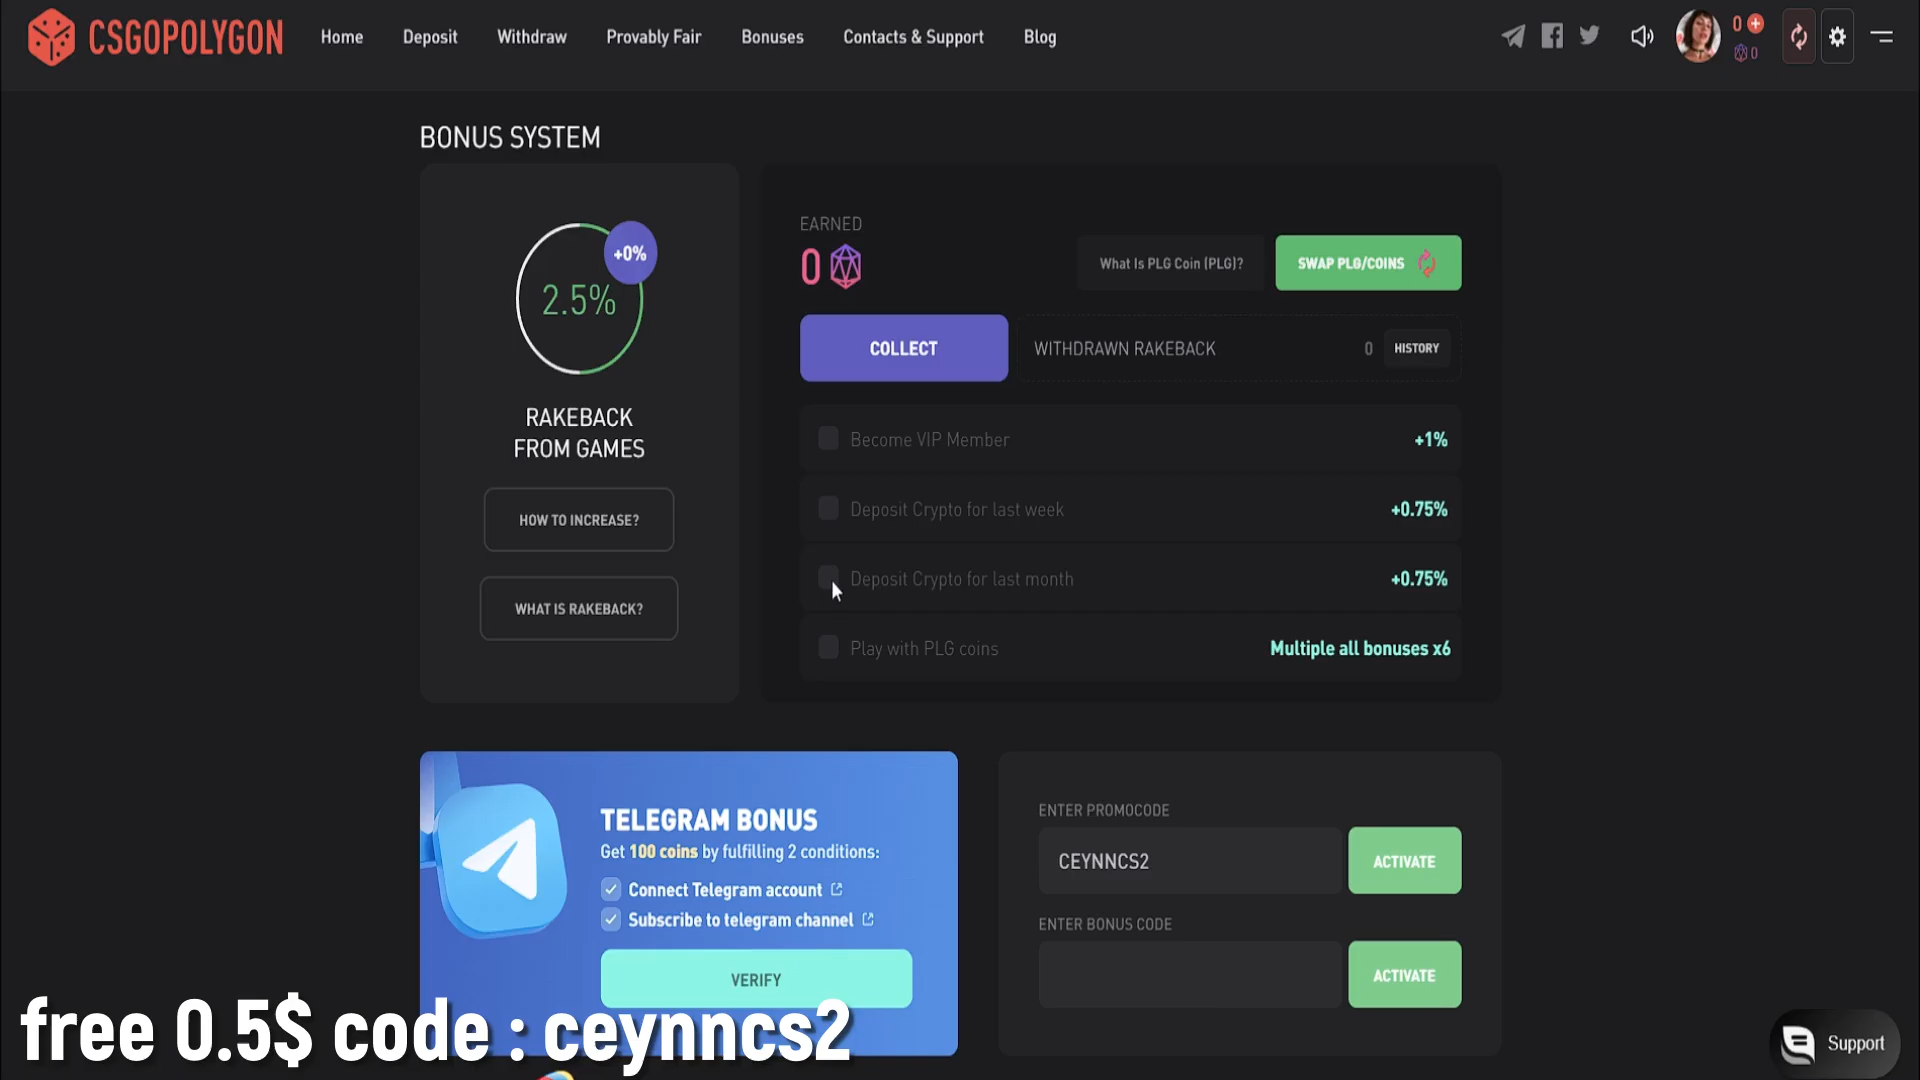 CSGOPOLYGON
Home
Deposit
Withdraw
Provably Fair
Bonuses
Contacts & Support
Blog
0
0
BONUS SYSTEM
+0%
2.5%
RAKEBACK
FROM GAMES
HOW TO INCREASE?
WHAT IS RAKEBACK?
EARNED
0
What Is PLG Coin (PLG)?
SWAP PLG/COINS
COLLECT
WITHDRAWN RAKEBACK
0
HISTORY
Become VIP Member
+1%
Deposit Crypto for last week
+0.75%
Deposit Crypto for last month
+0.75%
Play with PLG coins
Multiple all bonuses x6
TELEGRAM BONUS
Get 100 coins by fulfilling 2 conditions:
Connect Telegram account
Subscribe to telegram channel
VERIFY
ENTER PROMOCODE
CEYNNCS2
ACTIVATE
ENTER BONUS CODE
ACTIVATE
free 0.5$ code : ceynncs2
Support